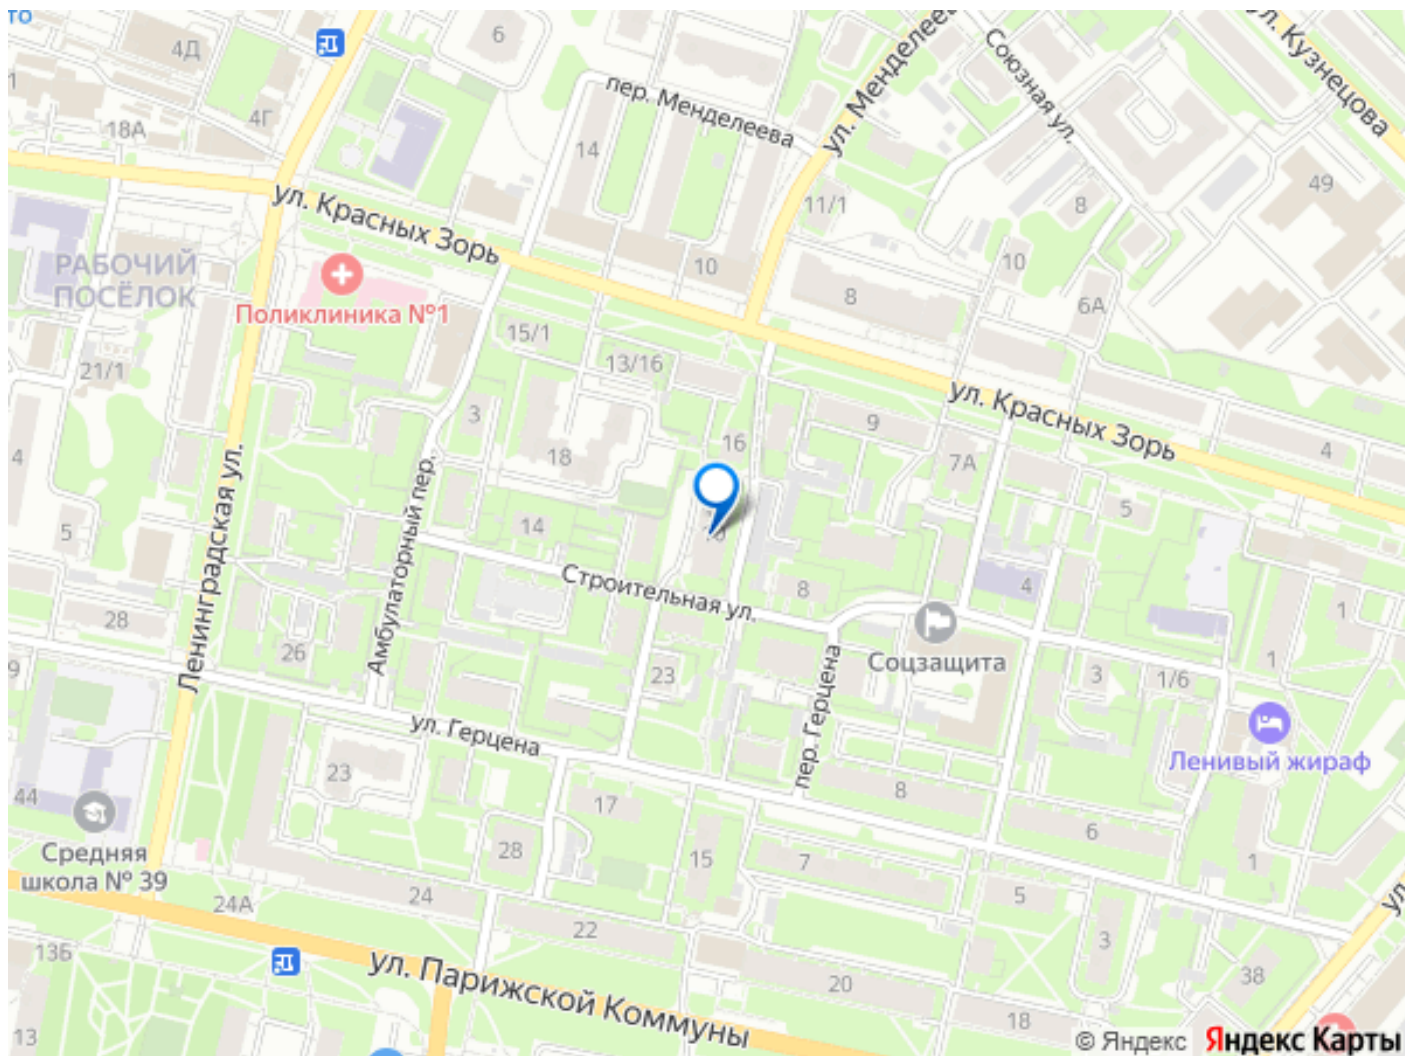 то
4Д
6
ул. Менделеева
Союзная ул.
ул. Кузнецова
1
4Г
18А
пер. Менделеева
14
49
ул. Красных Зорь
11/1
8
РАБОЧИЙ
ПОСЁЛОК
10
10
8
6А
Поликлиника №1
15/1
13/16
21/1
3
16
9
ул. Красных Зорь
4
18
7А
4
5
14
5
Ленинградская ул.
Амбулаторный пер.
Строительная ул.
8
4
28
1
26
Соцзащита
9
23
3
1/6
1
ул. Герцена
пер. Герцена
Ленивый жираф
23
44
17
8
6
Средняя
школа № 39
28
15
7
1
24А
24
5
ул
22
3
13Б
38
ул. Парижской Коммуны
20
18
13
© Яндекс Яндекс Карты